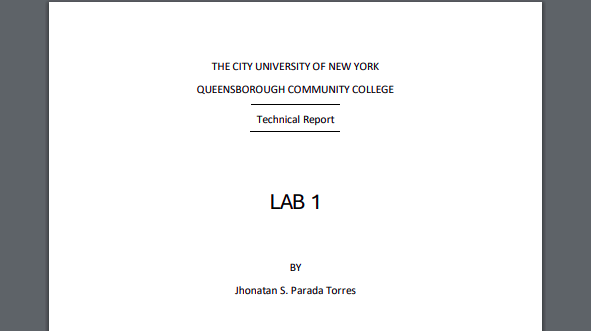 THE CITY UNIVERSITY OF NEW YORK
QUEENSBOROUGH COMMUNITY COLLEGE
Technical Report
LAB 1
BY
Jhonatan S. Parada Torres